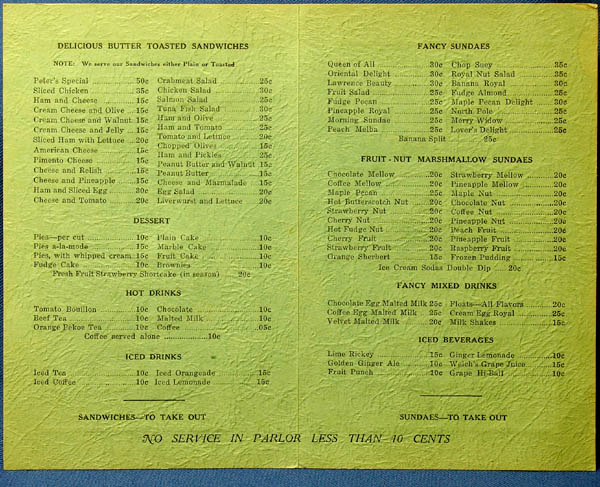 DELICIOUS BUTTER TOASTED SANDWICHES
NOTE: We serve our Sandwiches either Plain or Toasted
Peter's Special 50c Crabmeat Salad 25c
Sliced Chicken 35c Chicken Salad 30c
Ham and Cheese 15c Salmon Salad 25c
Cream Cheese and Olive 15c Tuna Fish Salad 30c
Cream Cheese and Walnut 15c Ham and Olive 25c
Cream Cheese and Jelly 15c Ham and Tomato 25c
Sliced Ham with Lettuce 20c Tomato and Lettuce 20c
American Cheese 15c Chopped Olives 15c
Pimento Cheese 15c Ham and Pickles 25c
Cheese and Relish 15c Peanut Butter and Walnut 15c
Cheese and Pineapple 15c Peanut Butter 15c
Ham and Sliced Egg 30c Cheese and Marmalade 15c
Cheese and Tomato 20c Egg Salad 20c
Liverwurst and Lettuce 20c
DESSERT
Pies—per cut 10c Plain Cake 10c
Pies a-la-mode 15c Marble Cake 10c
Pies, with whipped cream 15c Fruit Cake 10c
Fudge Cake 10c Brownies 10c
Fresh Fruit Strawberry Shortcake (in season) 20c
HOT DRINKS
Tomato Bouillon 10c Chocolate 10c
Beef Tea 10c Malted Milk 10c
Orange Pekoe Tea 10c Coffee .05c
Coffee served alone 10c
ICED DRINKS
Iced Tea 10c Iced Orangeade 15c
Iced Coffee 10c Iced Lemonade 15c
SANDWICHES—TO TAKE OUT
FANCY SUNDAES
Queen of All 30c Chop Suey 35c
Oriental Delight 30c Royal Nut Salad 35c
Lawrence Beauty 30c Banana Royal 30c
Fruit Salad 25c Fudge Almond 25c
Fudge Pecan 25c Maple Pecan Delight 30c
Pineapple Royal 25c North Pole 25c
Morning Sundae 25c Merry Widow 25c
Peach Melba 25c Lover's Delight 25c
Banana Split 25c
FRUIT - NUT MARSHMALLOW SUNDAES
Chocolate Mellow 20c Strawberry Mellow 20c
Coffee Mellow 20c Pineapple Mellow 20c
Maple Pecan 25c Maple Nut 20c
Hot Butterscotch Nut 20c Chocolate Nut 20c
Strawberry Nut 20c Coffee Nut 20c
Cherry Nut 20c Pineapple Nut 20c
Hot Fudge Nut 20c Peach Fruit 20c
Cherry Fruit 20c Pineapple Fruit 20c
Strawberry Fruit 20c Raspberry Fruit 20c
Orange Sherbert 15c Frozen Pudding 15c
Ice Cream Sodas Double Dip 20c
FANCY MIXED DRINKS
Chocolate Egg Malted Milk 25c Floats—All Flavors 20c
Coffee Egg Malted Milk 25c Cream Egg Royal 25c
Velvet Malted Milk 20c Milk Shakes 15c
ICED BEVERAGES
Lime Rickey 15c Ginger Lemonade 10c
Golden Ginger Ale 10c Welch's Grape Juice 15c
Fruit Punch 10c Grape Hi-Ball 10c
SUNDAES—TO TAKE OUT
NO SERVICE IN PARLOR LESS THAN 10 CENTS